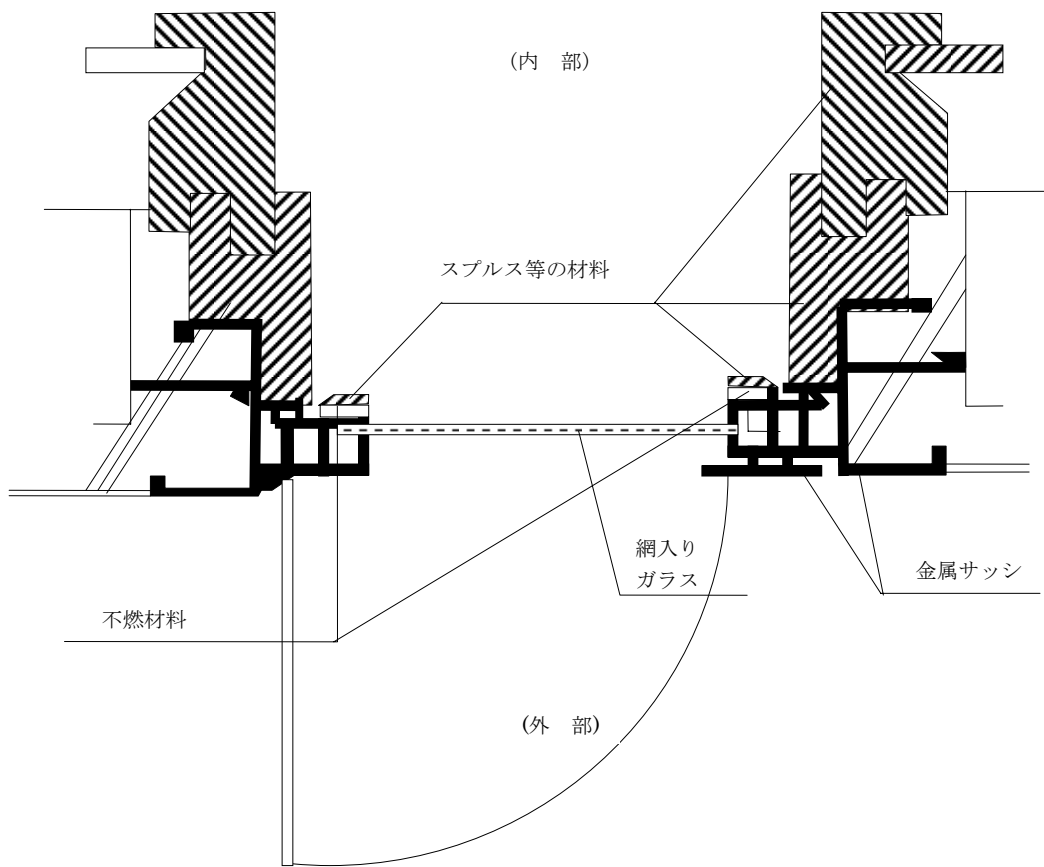 (内　部)
スプルス等の材料
網入り
ガラス
金属サッシ
不燃材料
(外　部)